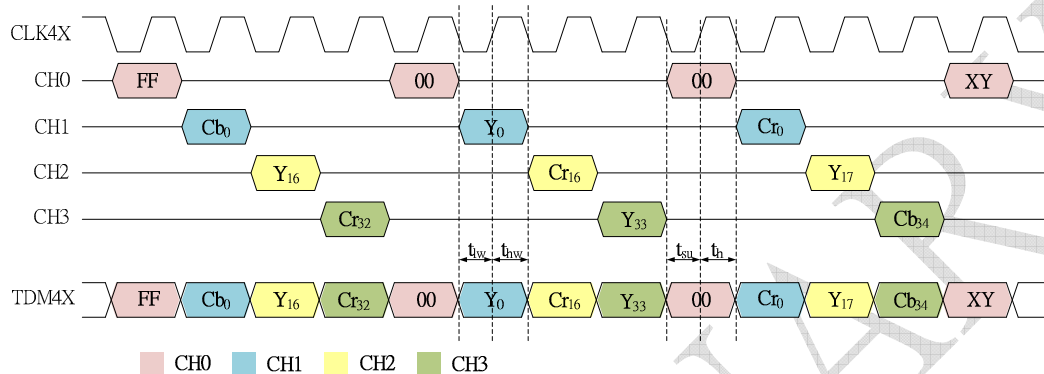 CLK4X
CH0 FF 00 00 XY
CH1 Cb0 Y0 Cr0
CH2 Y16 Cr16 Y17
CH3 Cr32 Y33 Cb34
tlw thw tsu th
TDM4X FF Cb0 Y16 Cr32 00 Y0 Cr16 Y33 00 Cr0 Y17 Cb34 XY
CH0 CH1 CH2 CH3